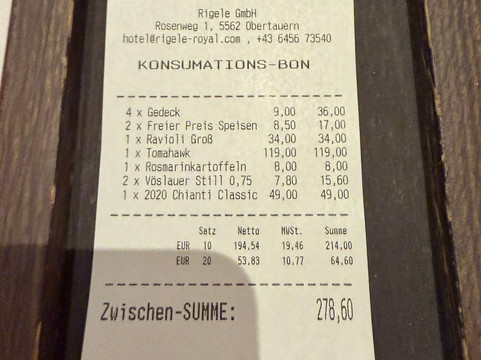 Rigele GmbH
Rosenweg 1, 5562 Obertauern
hotel@rigele-royal.com , +43 6456 73540
KONSUMATIONS-BON
4 x Gedeck 9,00 36,00
2 x Freier Preis Speisen 8,50 17,00
1 x Ravioli Groß 34,00 34,00
1 x Tomahawk 119,00 119,00
1 x Rosmarinkartoffeln 8,00 8,00
2 x Vöslauer Still 0,75 7,80 15,60
1 x 2020 Chianti Classic 49,00 49,00
Satz Netto MWSt. Summe
EUR 10 194,54 19,46 214,00
EUR 20 53,83 10,77 64,60
Zwischen-SUMME: 278,60